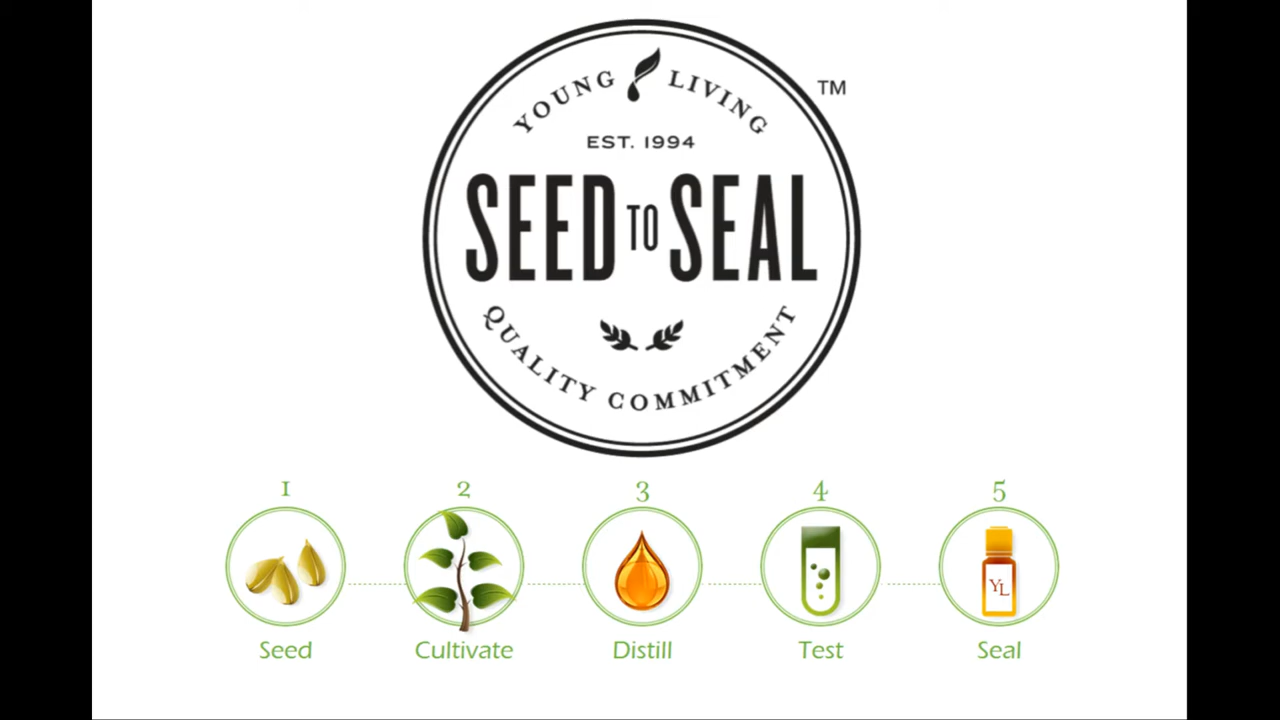 YOUNG LIVING
TM
EST. 1994
SEED TO SEAL
QUALITY COMMITMENT
1 2 3 4 5
YL
Seed Cultivate Distill Test Seal